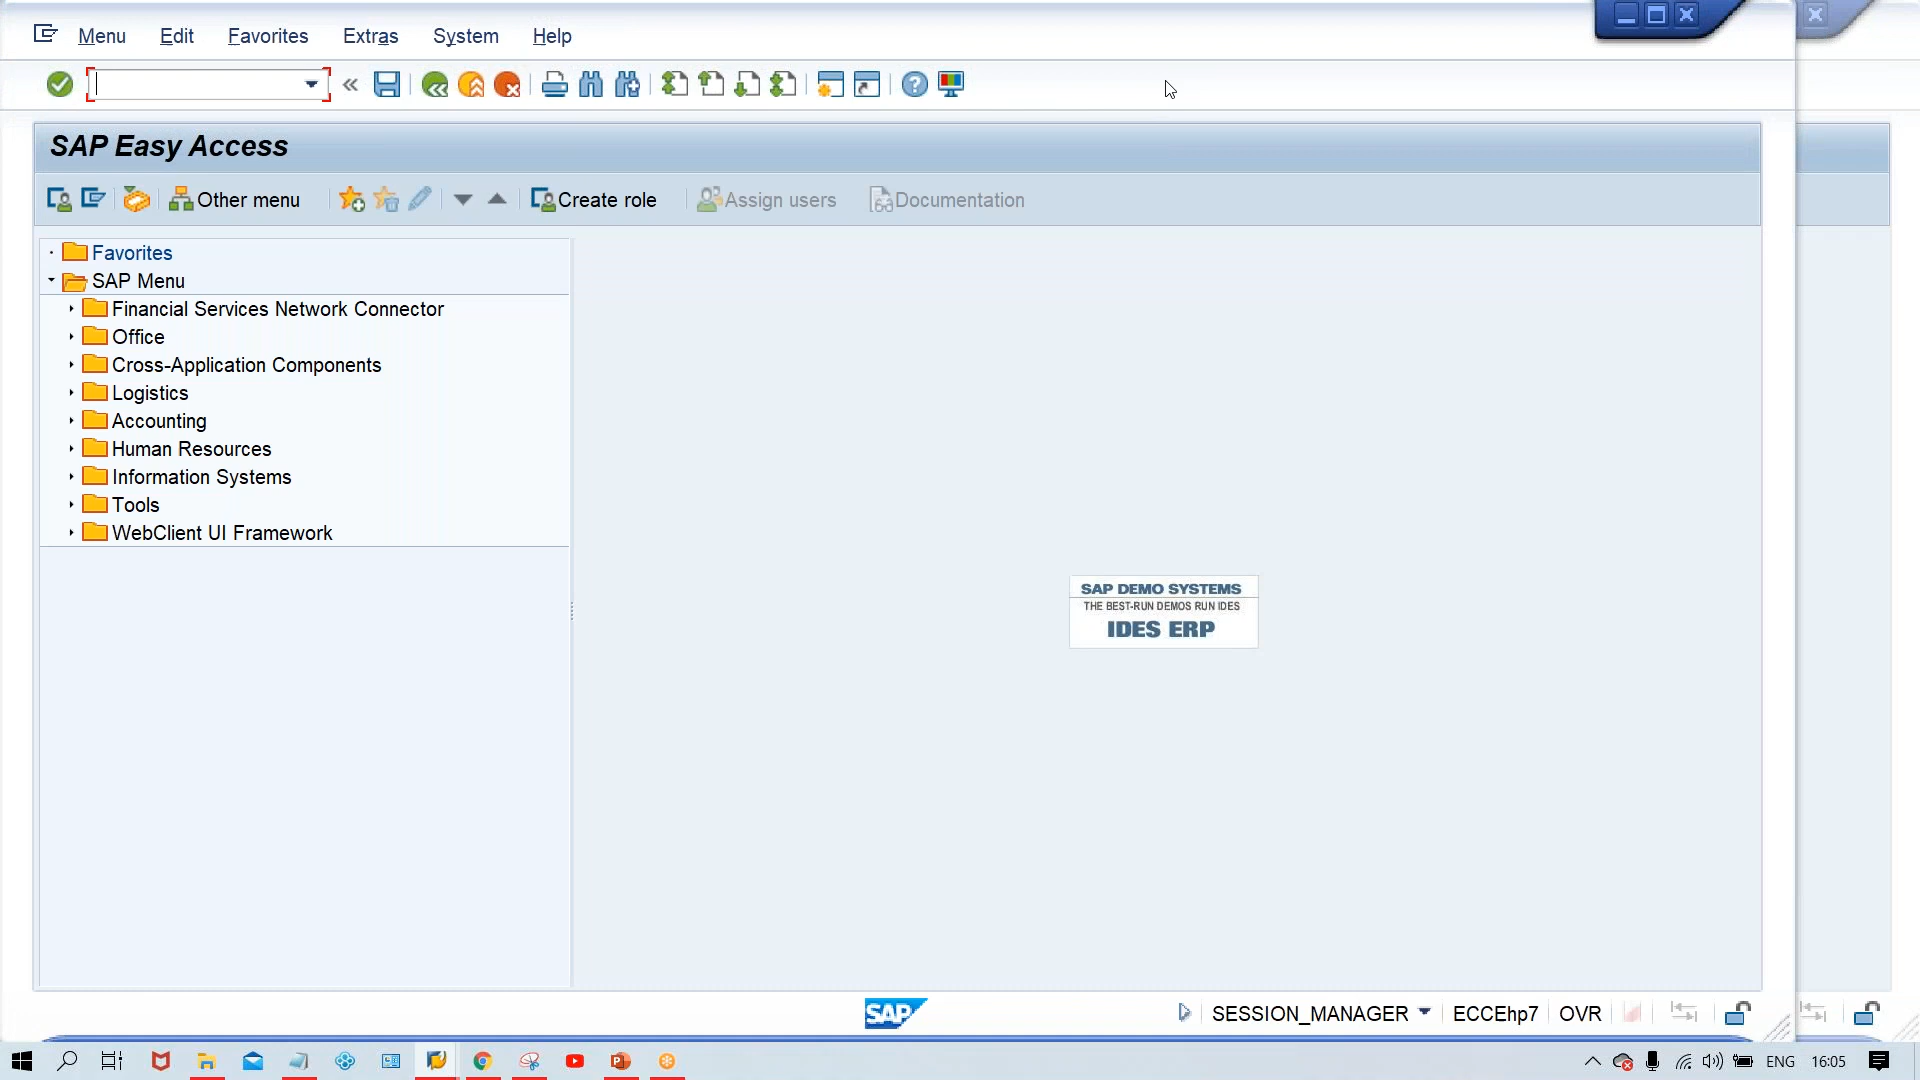 Menu Edit Favorites Extras System Help
SAP Easy Access
Other menu Create role Assign users Documentation
Favorites
SAP Menu
Financial Services Network Connector
Office
Cross-Application Components
Logistics
Accounting
Human Resources
Information Systems
Tools
WebClient UI Framework
SAP DEMO SYSTEMS
THE BEST-RUN DEMOS RUN IDES
IDES ERP
SAP SESSION_MANAGER ECCEhp7 OVR
ENG 16:05